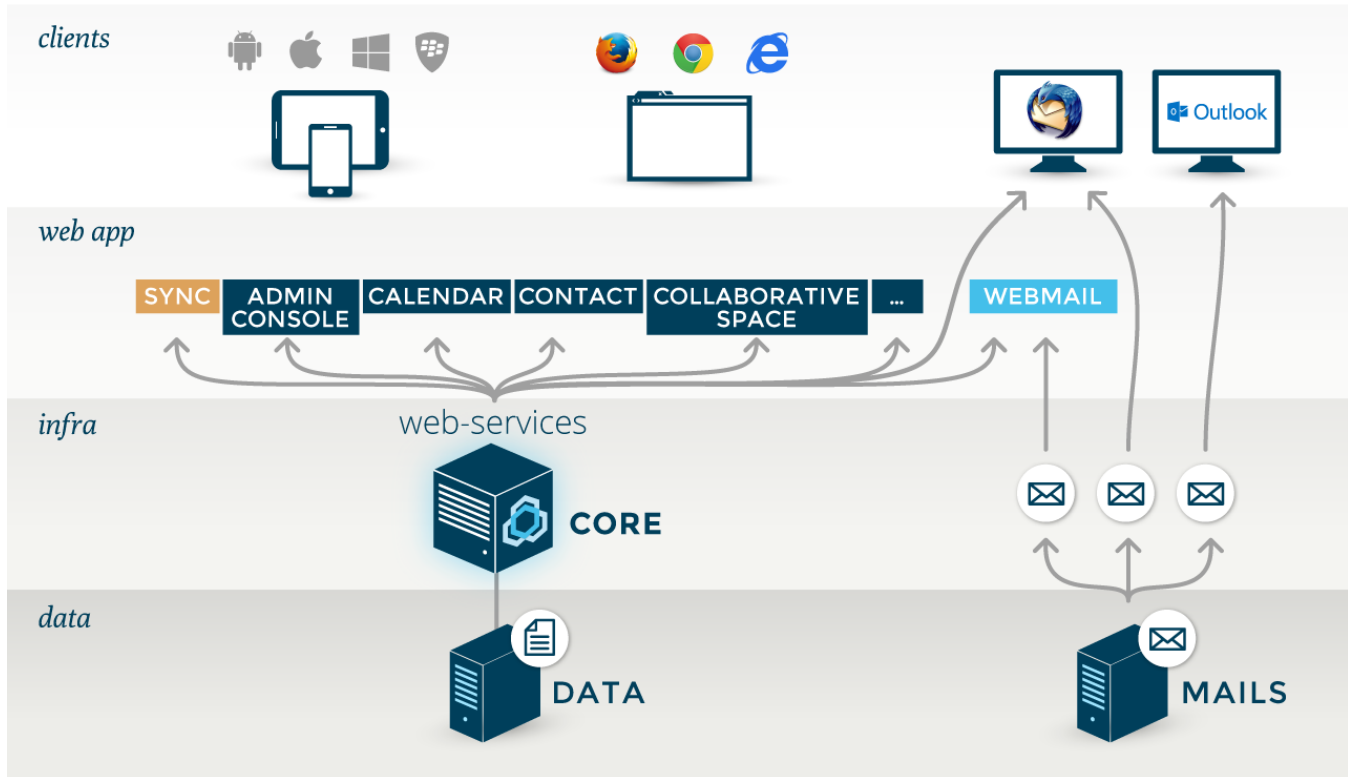 clients
Outlook
web app
SYNC
ADMIN
CONSOLE
CALENDAR
CONTACT
COLLABORATIVE
SPACE
...
WEBMAIL
infra
web-services
CORE
data
DATA
MAILS